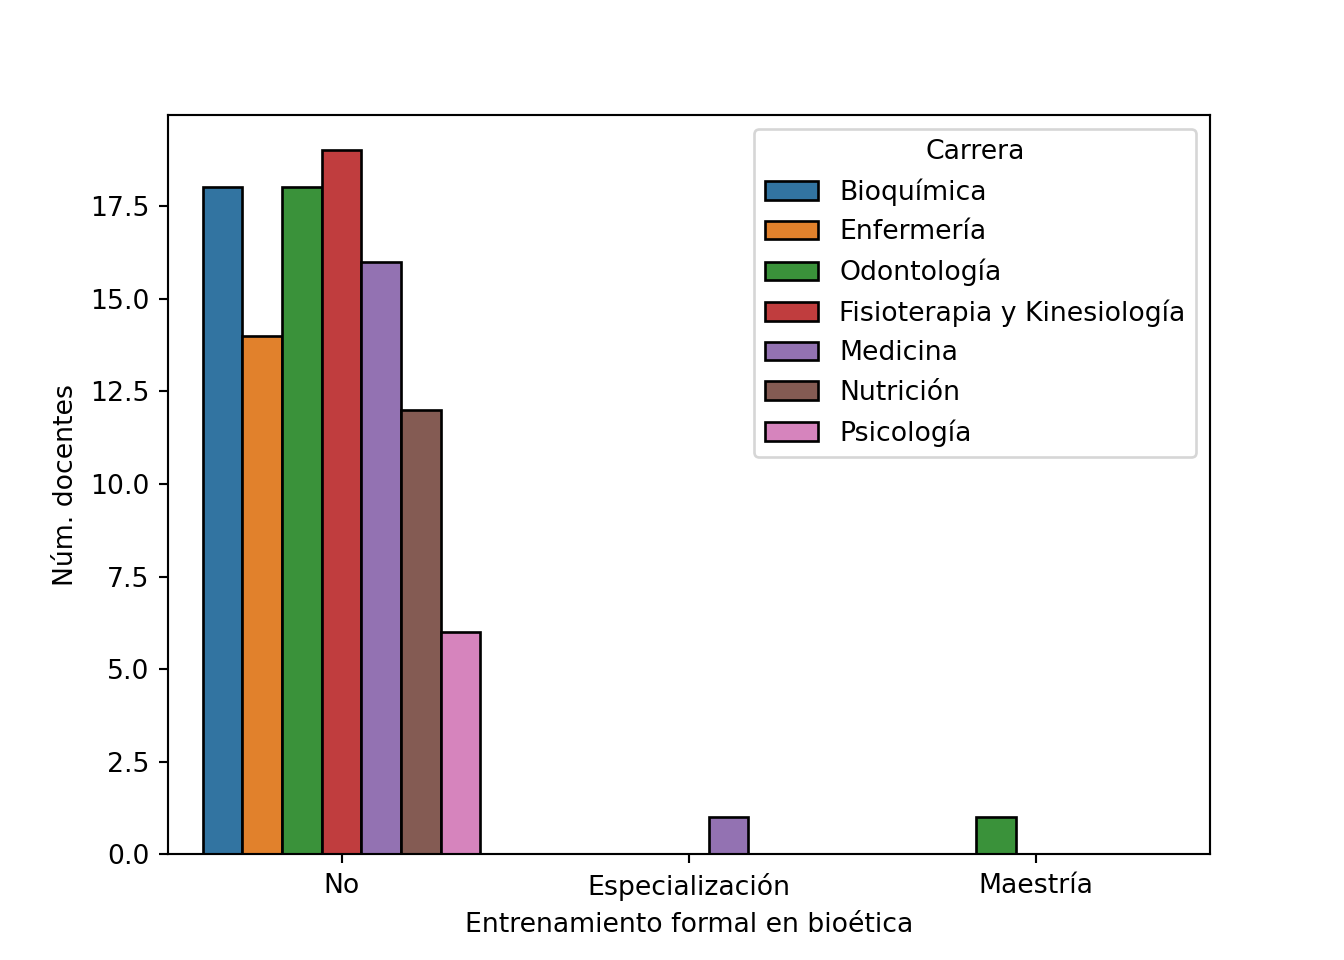 Carrera
Bioquímica
Enfermería
Odontología
Fisioterapia y Kinesiología
Medicina
Nutrición
Psicología
17.5
15.0
12.5
10.0
7.5
5.0
2.5
0.0
Núm. docentes
No Especialización Maestría
Entrenamiento formal en bioética